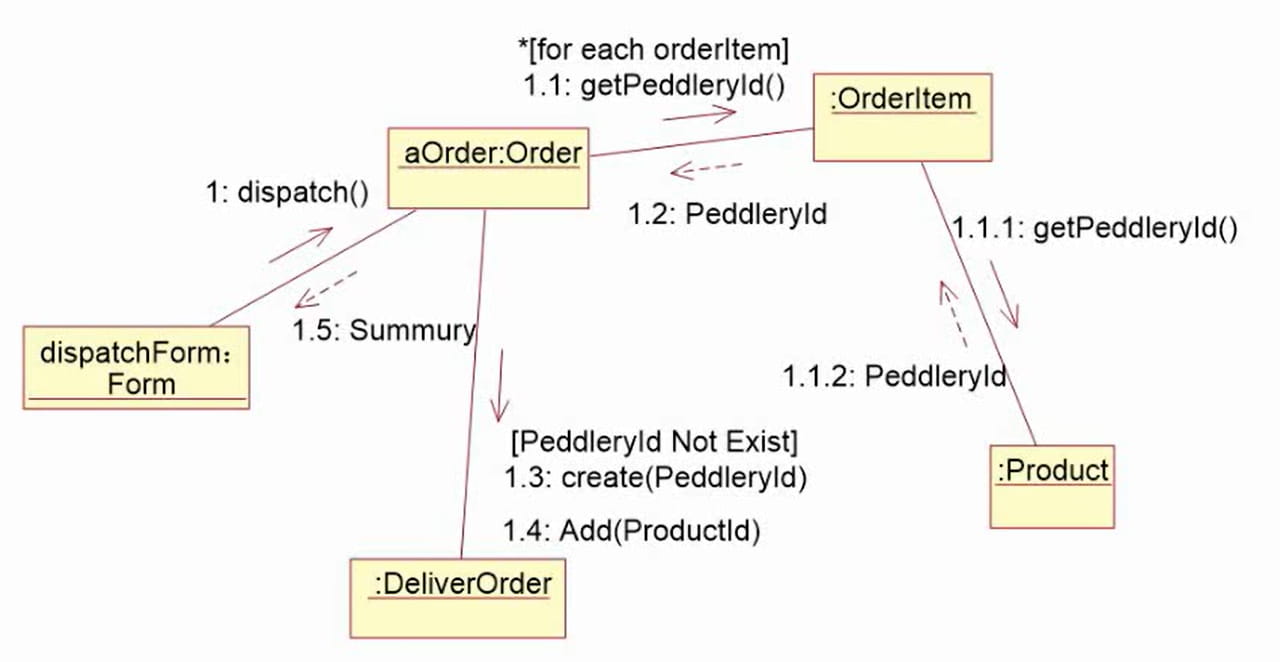 *[for each orderItem]
1.1: getPeddleryId()
:OrderItem
aOrder:Order
1: dispatch()
1.2: PeddleryId
1.1.1: getPeddleryId()
1.5: Summury
dispatchForm：
Form
1.1.2: PeddleryId
[PeddleryId Not Exist]
1.3: create(PeddleryId)
:Product
1.4: Add(ProductId)
:DeliverOrder